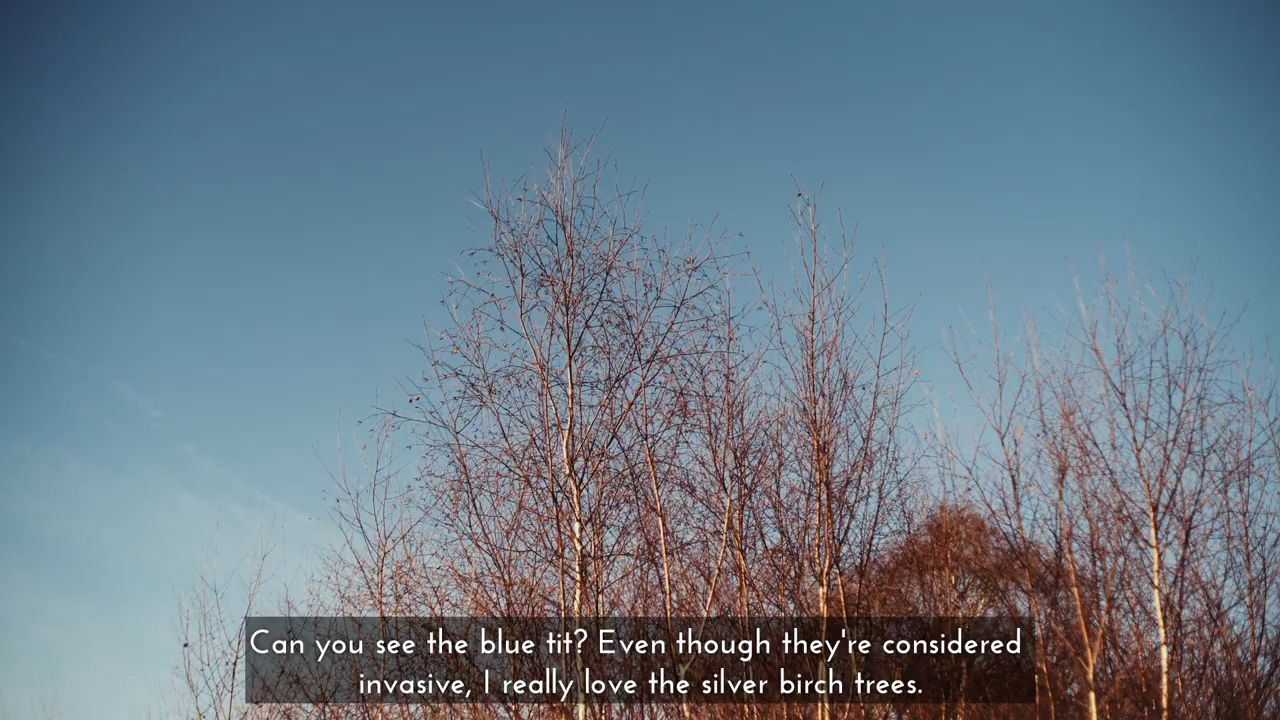 Can you see the blue tit? Even though they're considered
invasive, I really love the silver birch trees.